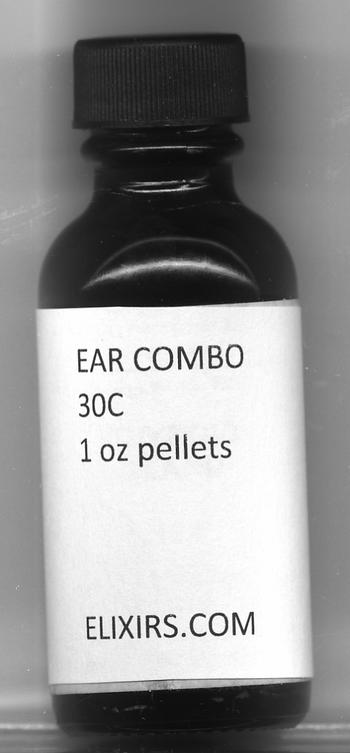 EAR COMBO
30C
1 oz pellets
ELIXIRS.COM